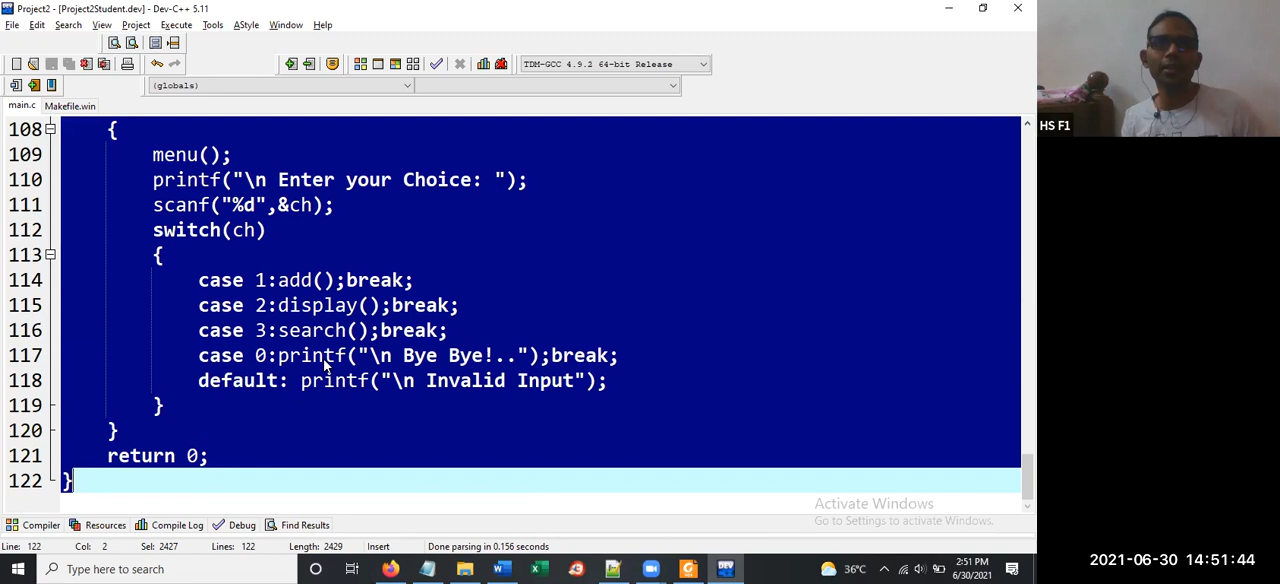 Project2 - [Project2Student.dev] - Dev-C++ 5.11
File Edit Search View Project Execute Tools AStyle Window Help
TDM-GCC 4.9.2 64-bit Release
(globals)
main.c Makefile.win
108 {
109 menu();
110 printf("\n Enter your Choice: ");
111 scanf("%d",&ch);
112 switch(ch)
113 {
114 case 1:add();break;
115 case 2:display();break;
116 case 3:search();break;
117 case 0:printf("\n Bye Bye!..");break;
118 default: printf("\n Invalid Input");
119 }
120 }
121 return 0;
122 }
HS F1
Activate Windows
Go to Settings to activate Windows.
Compiler Resources Compile Log Debug Find Results
Line: 122 Col: 2 Sel: 2427 Lines: 122 Length: 2429 Insert Done parsing in 0.156 seconds
Type here to search
DEV
36°C
2:51 PM
6/30/2021
2021-06-30 14:51:44